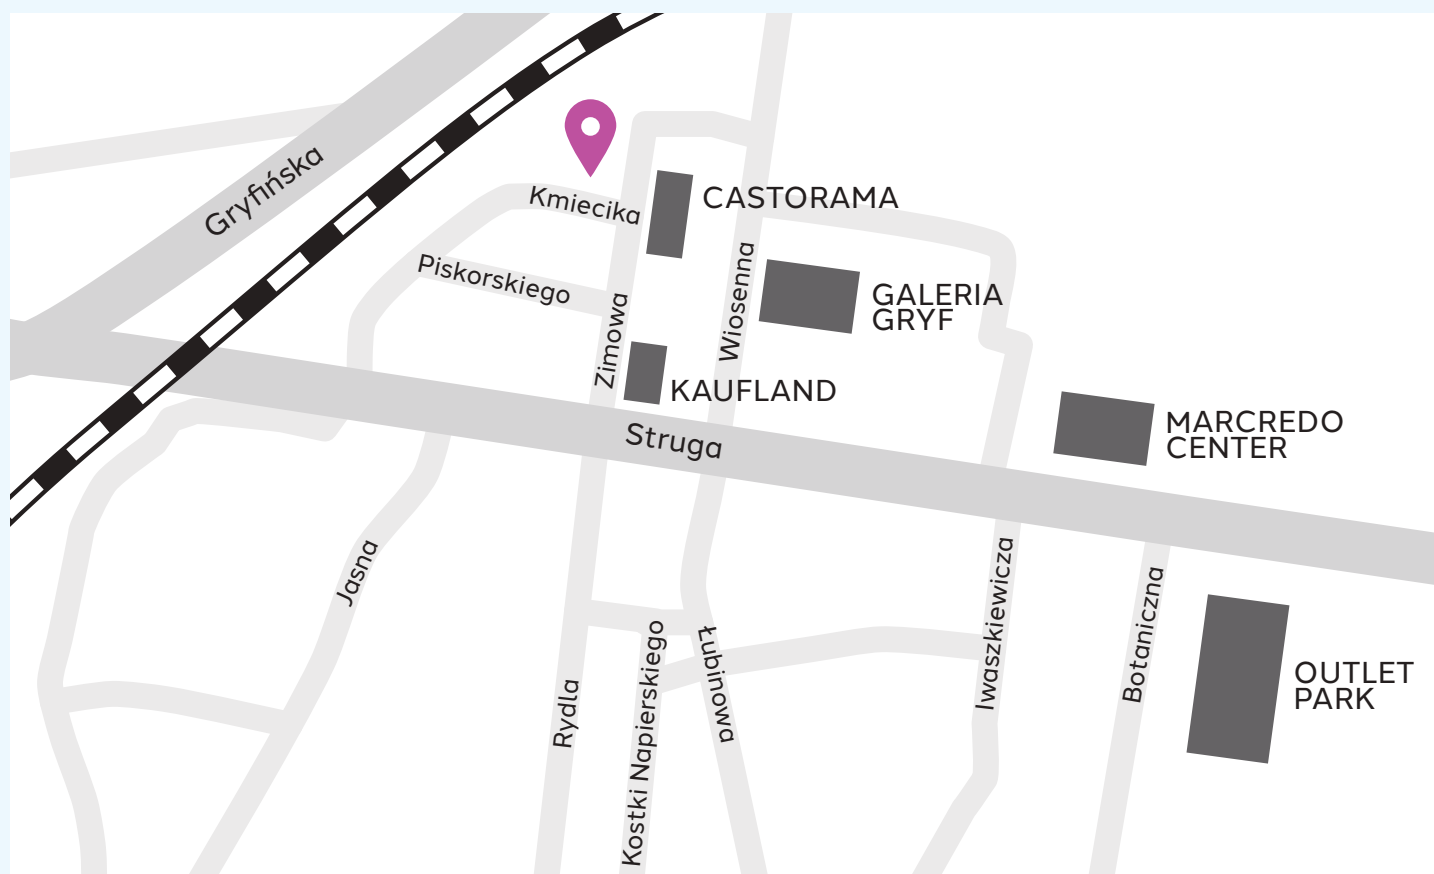 Gryfińska
Kmiecika
CASTORAMA
Piskorskiego
Zimowa
Wiosenna
GALERIA
GRYF
KAUFLAND
Struga
MARCREDO
CENTER
Jasna
Iwaszkiewicza
Botaniczna
Rydla
Kostki Napierskiego
Łubinowa
OUTLET
PARK